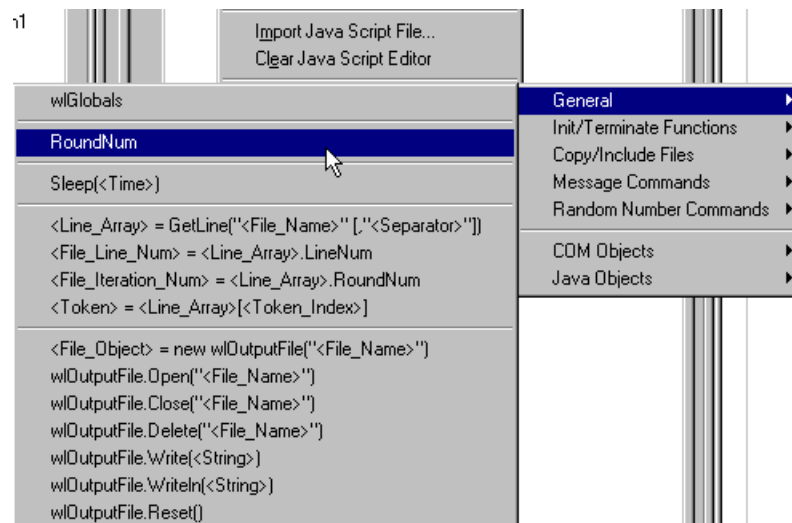 n1
Import Java Script File...
Clear Java Script Editor
wlGlobals
RoundNum
Sleep(<Time>)
<Line_Array> = GetLine("<File_Name>" [,"<Separator>"])
<File_Line_Num> = <Line_Array>.LineNum
<File_Iteration_Num> = <Line_Array>.RoundNum
<Token> = <Line_Array>[<Token_Index>]
<File_Object> = new wlOutputFile("<File_Name>")
wlOutputFile.Open("<File_Name>")
wlOutputFile.Close("<File_Name>")
wlOutputFile.Delete("<File_Name>")
wlOutputFile.Write(<String>)
wlOutputFile.Writeln(<String>)
wlOutputFile.Reset()
General
Init/Terminate Functions
Copy/Include Files
Message Commands
Random Number Commands
COM Objects
Java Objects